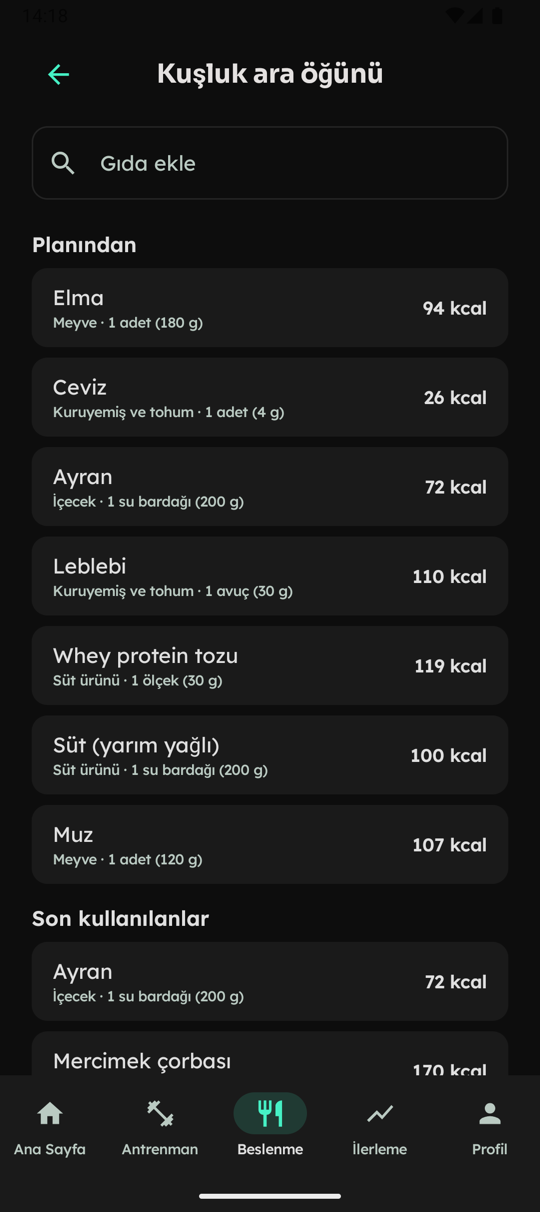 14:18
Kuşluk ara öğünü
Gıda ekle
Planından
Elma
94 kcal
Meyve · 1 adet (180 g)
Ceviz
26 kcal
Kuruyemiş ve tohum · 1 adet (4 g)
Ayran
72 kcal
İçecek · 1 su bardağı (200 g)
Leblebi
110 kcal
Kuruyemiş ve tohum · 1 avuç (30 g)
Whey protein tozu
119 kcal
Süt ürünü · 1 ölçek (30 g)
Süt (yarım yağlı)
100 kcal
Süt ürünü · 1 su bardağı (200 g)
Muz
107 kcal
Meyve · 1 adet (120 g)
Son kullanılanlar
Ayran
72 kcal
İçecek · 1 su bardağı (200 g)
Mercimek çorbası
170 kcal
Ana Sayfa
Antrenman
Beslenme
İlerleme
Profil